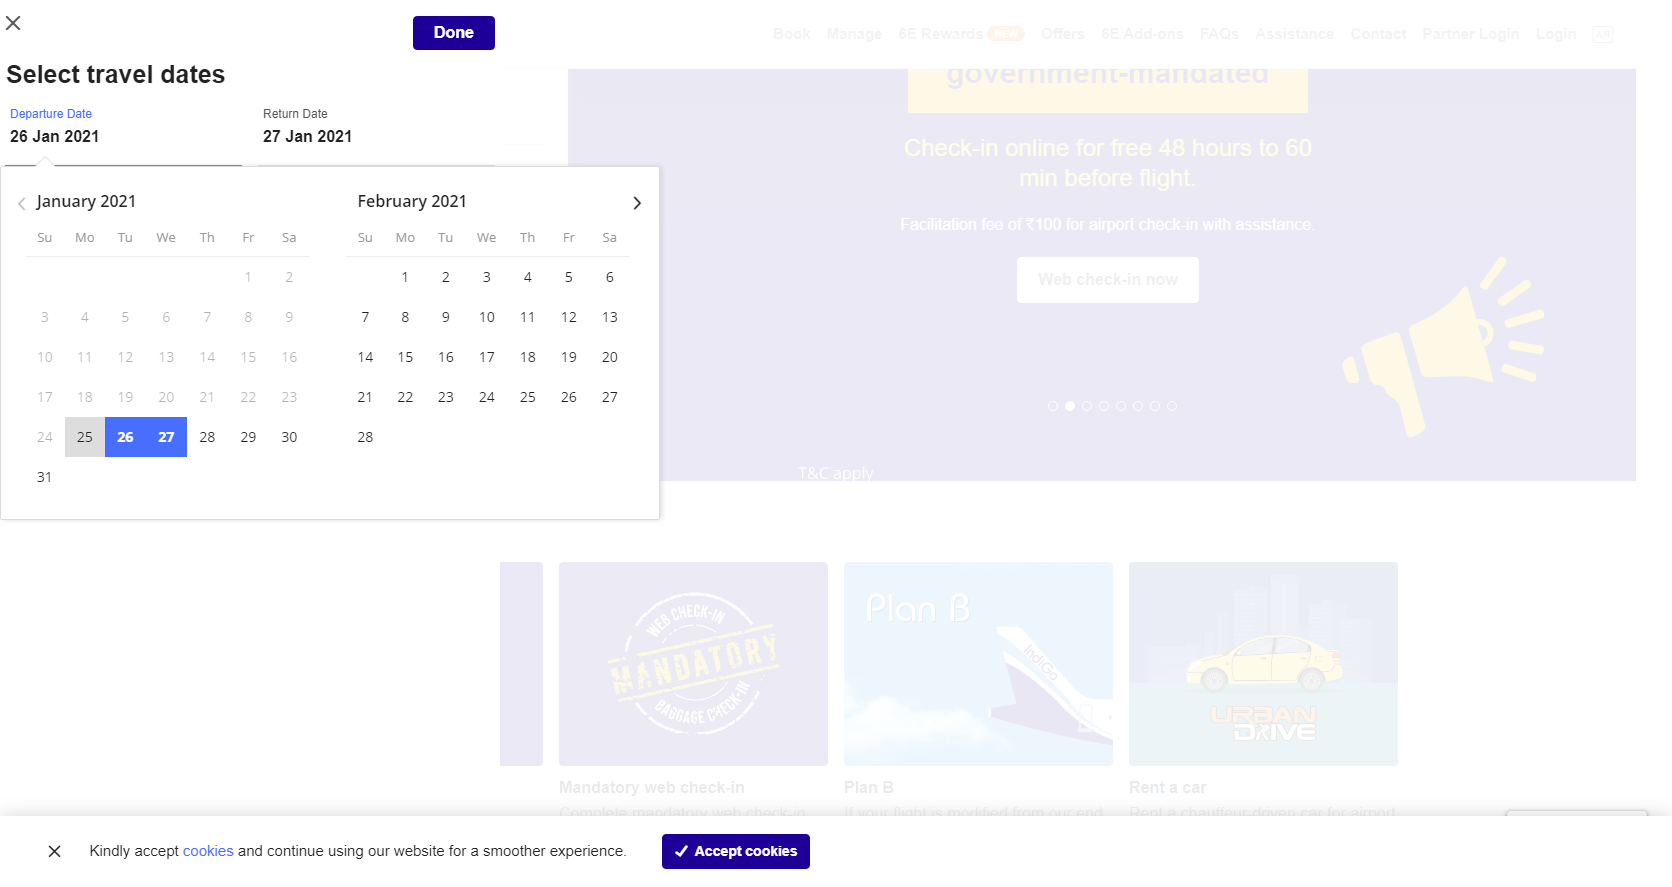 Done
Book Manage 6E Rewards NEW Offers 6E Add-ons FAQs Assistance Contact Partner Login Login
Select travel dates
government-mandated
Departure Date Return Date
26 Jan 2021 27 Jan 2021
Check-in online for free 48 hours to 60
min before flight.
Facilitation fee of ₹100 for airport check-in with assistance.
Web check-in now
T&C apply
January 2021
Su Mo Tu We Th Fr Sa
1 2
3 4 5 6 7 8 9
10 11 12 13 14 15 16
17 18 19 20 21 22 23
24 25 26 27 28 29 30
31
February 2021
Su Mo Tu We Th Fr Sa
1 2 3 4 5 6
7 8 9 10 11 12 13
14 15 16 17 18 19 20
21 22 23 24 25 26 27
28
WEB CHECK-IN
MANDATORY
BAGGAGE CHECK-IN
Plan B
IndiGo
URBAN
DRIVE
Mandatory web check-in
Complete mandatory web check-in
Plan B
If your flight is modified from our end
Rent a car
Rent a chauffeur-driven car for airport
Kindly accept cookies and continue using our website for a smoother experience.
Accept cookies